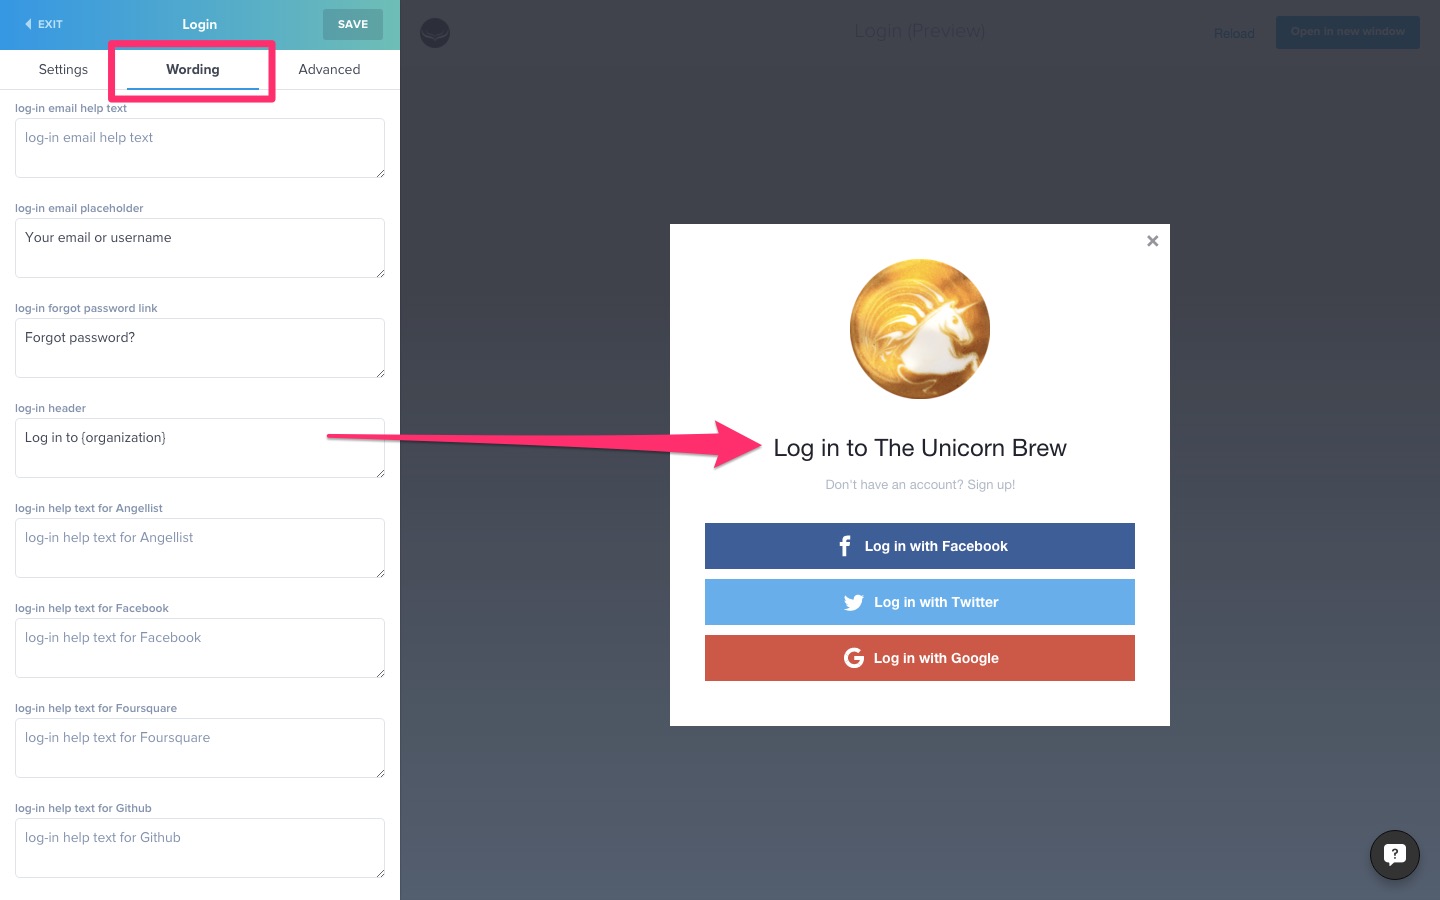 EXIT
Login
SAVE
Settings
Wording
Advanced
log-in email help text
log-in email help text
log-in email placeholder
Your email or username
log-in forgot password link
Forgot password?
log-in header
Log in to {organization}
log-in help text for Angellist
log-in help text for Angellist
log-in help text for Facebook
log-in help text for Facebook
log-in help text for Foursquare
log-in help text for Foursquare
log-in help text for Github
log-in help text for Github
Login (Preview)
Reload
Open in new window
Log in to The Unicorn Brew
Don't have an account? Sign up!
Log in with Facebook
Log in with Twitter
Log in with Google